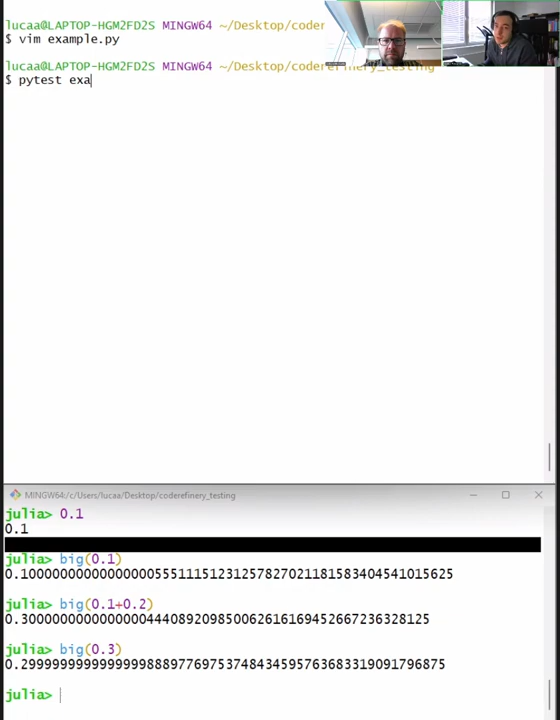 lucaa@LAPTOP-HGM2FD2S MINGW64 ~/Desktop/coder
$ vim example.py
lucaa@LAPTOP-HGM2FD2S MINGW64 ~/Desktop/coderefinery_testing
$ pytest exa
MINGW64:/c/Users/lucaa/Desktop/coderefinery_testing
julia> 0.1
0.1
julia> big(0.1)
0.1000000000000000055511151231257827021181583404541015625
julia> big(0.1+0.2)
0.3000000000000000444089209850062616169452667236328125
julia> big(0.3)
0.299999999999999988897769753748434595763683319091796875
julia>